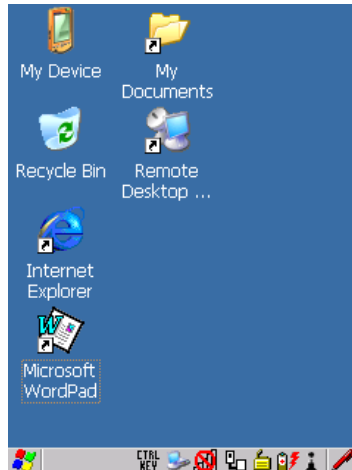 My Device
My
Documents
Recycle Bin
Remote
Desktop ...
Internet
Explorer
Microsoft
WordPad
CTRL
KEY